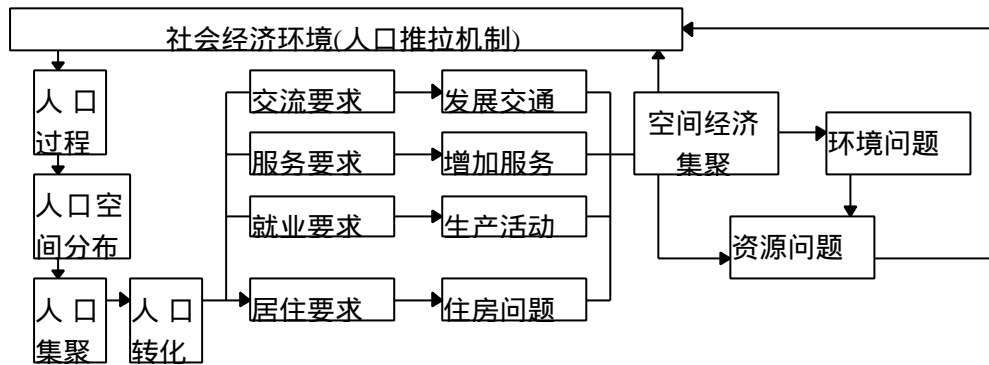 社会经济环境(人口推拉机制)
人 口
过程
人口空
间分布
人 口
集聚
人 口
转化
交流要求
服务要求
就业要求
居住要求
发展交通
增加服务
生产活动
住房问题
空间经济
集聚
环境问题
资源问题